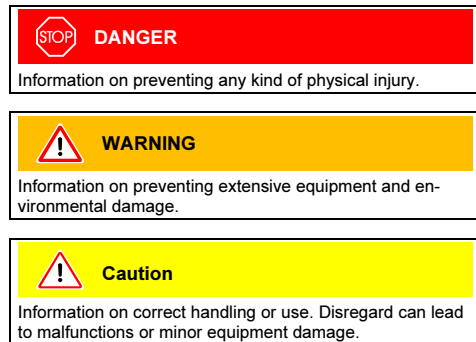 STOP DANGER
Information on preventing any kind of physical injury.
WARNING
Information on preventing extensive equipment and en-
vironmental damage.
Caution
Information on correct handling or use. Disregard can lead
to malfunctions or minor equipment damage.